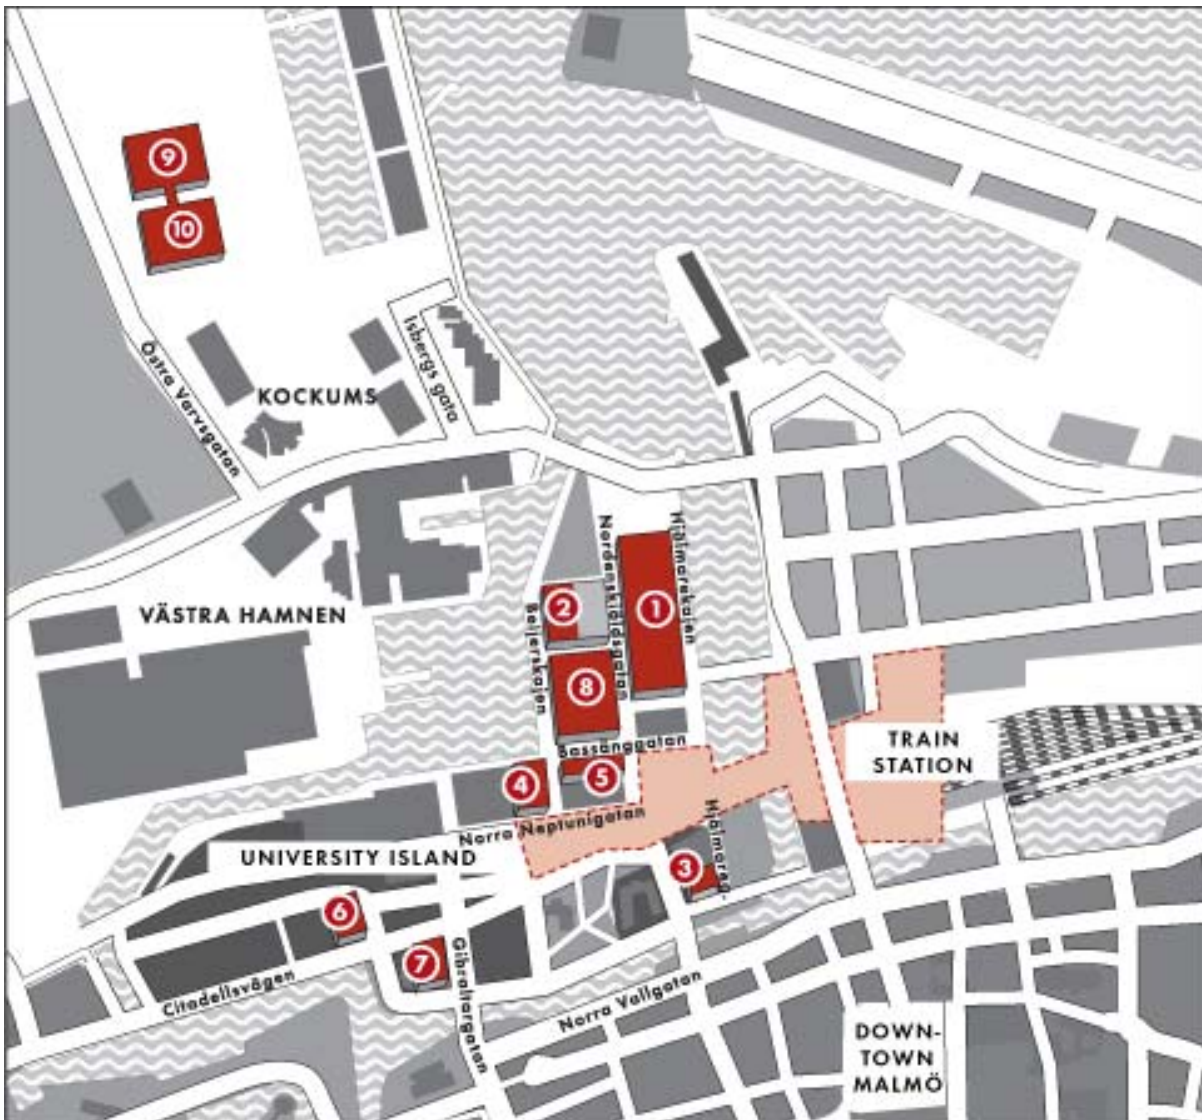 9
10
Östra Varvsgatan
Isbergs gata
KOCKUMS
VÄSTRA HAMNEN
Beijerskajen
2
Nordenskiöldsgatan
1
Hjälmarekajen
8
Bassänggatan
TRAIN
STATION
4
5
Norra Neptunigatan
Hjälmareg.
UNIVERSITY ISLAND
3
6
7
Gibraltargatan
Citadellsvägen
Norra Vallgatan
DOWN-
TOWN
MALMÖ